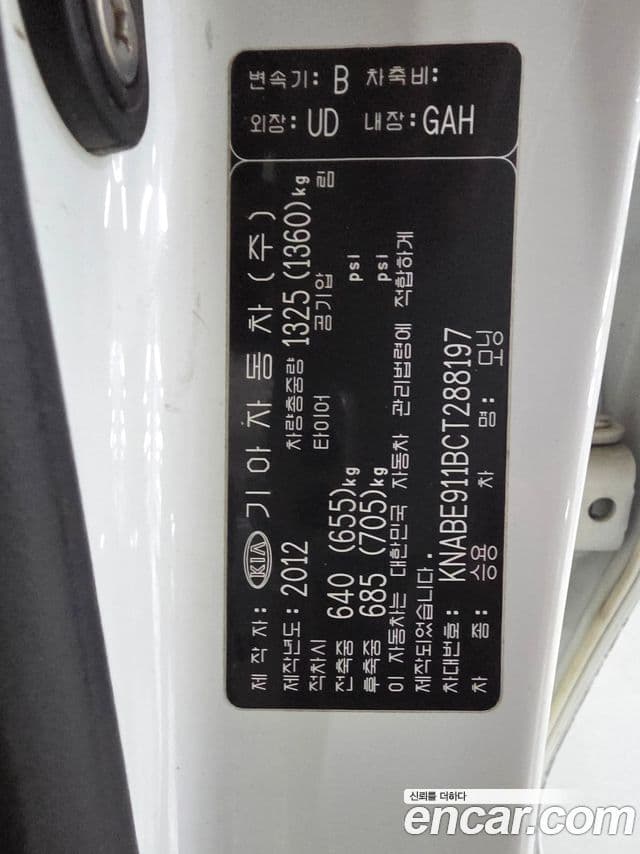 변속기: B 차축비:
외장: UD 내장: GAH
제 작 자: KIA 기 아 자 동 차 ( 주 )
제작년도: 2012 차량총중량 1325 (1360)kg
적차시 타이어 공기압 림
전축중 640 (655)kg psi
후축중 685 (705)kg psi
이 자동차는 대한민국 자동차 관리법령에 적합하게
제작되었습니다.
차대번호: KNABE911BCT288197
차 종: 승용 차 명: 모닝
신뢰를 더하다
encar.com